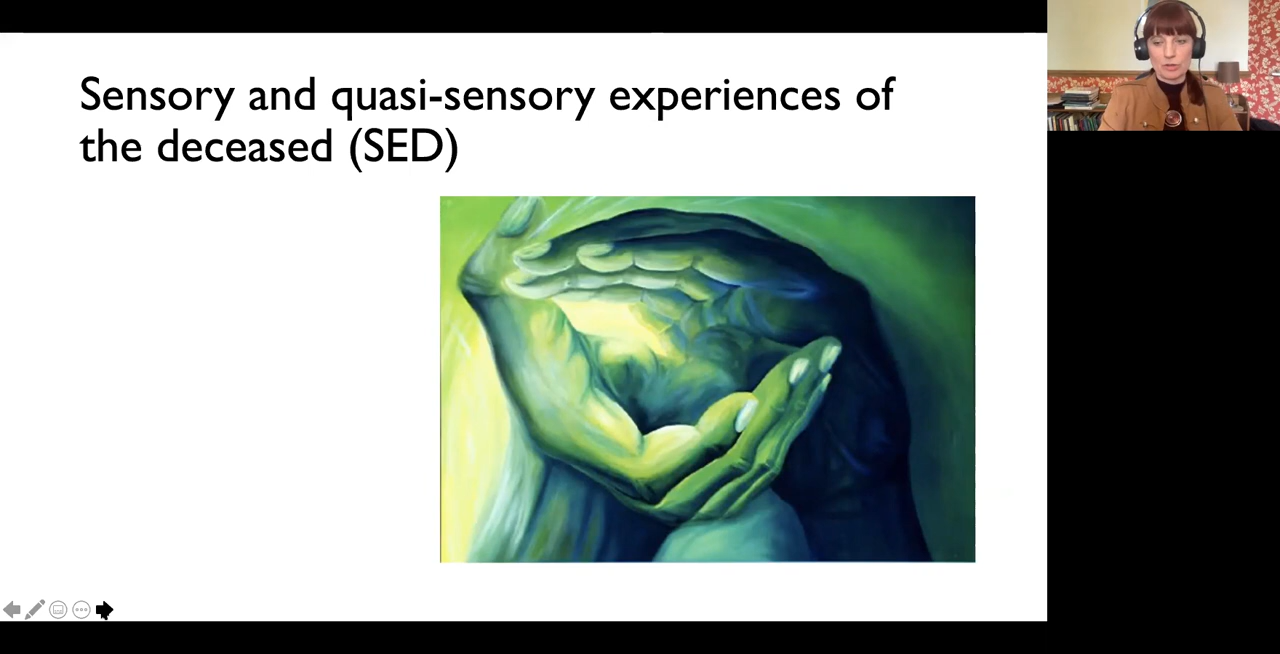 Sensory and quasi-sensory experiences of
the deceased (SED)